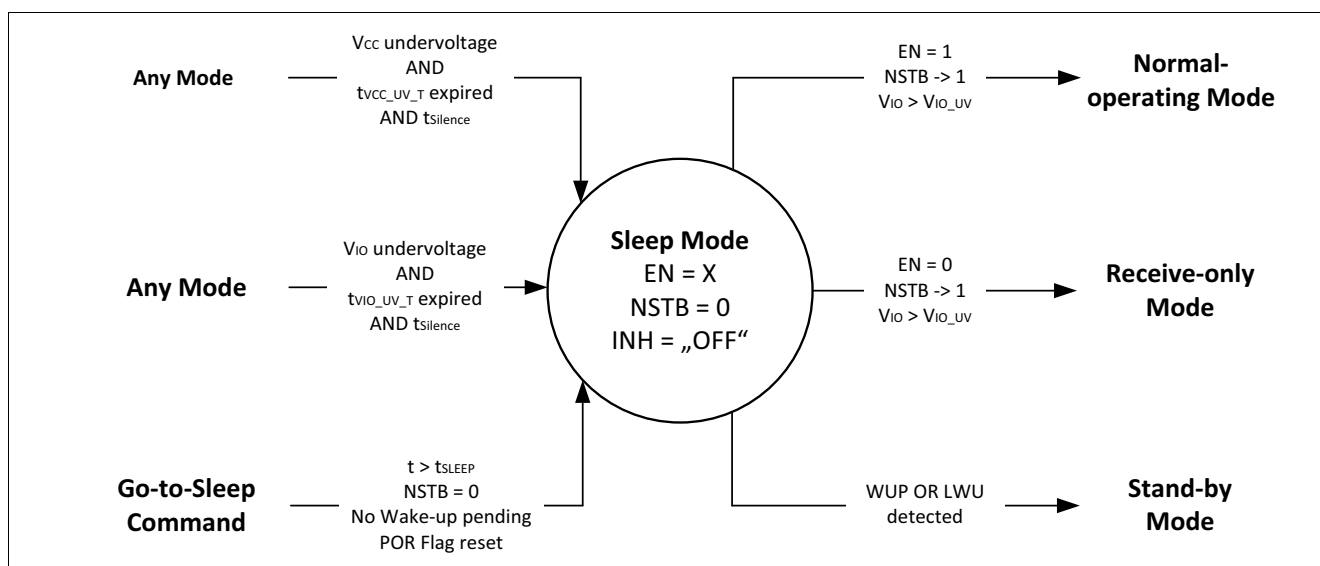 Any Mode
VCC undervoltage
AND
tVCC_UV_T expired
AND tSilence
EN = 1
NSTB -> 1
VIO > VIO_UV
Normal-
operating Mode
Any Mode
VIO undervoltage
AND
tVIO_UV_T expired
AND tSilence
Sleep Mode
EN = X
NSTB = 0
INH = „OFF“
EN = 0
NSTB -> 1
VIO > VIO_UV
Receive-only
Mode
Go-to-Sleep
Command
t > tSLEEP
NSTB = 0
No Wake-up pending
POR Flag reset
WUP OR LWU
detected
Stand-by
Mode